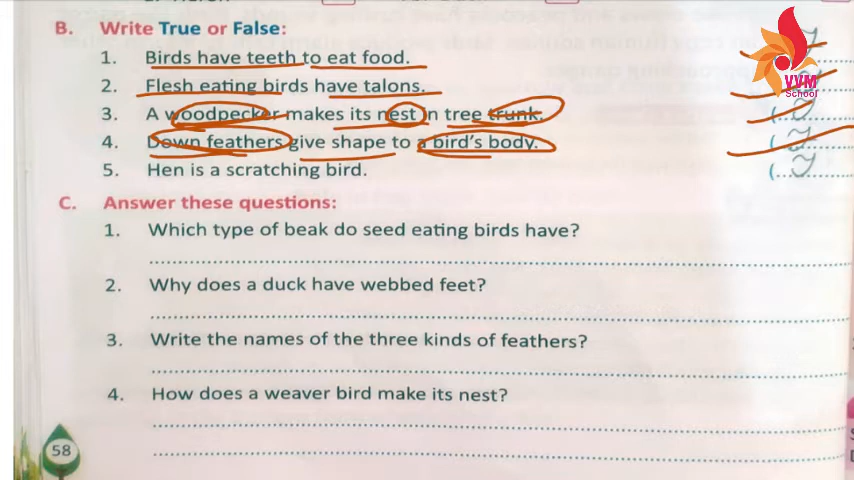 B. Write True or False:
1. Birds have teeth to eat food.
2. Flesh eating birds have talons.
3. A woodpecker makes its nest in tree trunk.
4. Down feathers give shape to a bird's body.
5. Hen is a scratching bird.
C. Answer these questions:
1. Which type of beak do seed eating birds have?
2. Why does a duck have webbed feet?
3. Write the names of the three kinds of feathers?
4. How does a weaver bird make its nest?
58
VVM
School